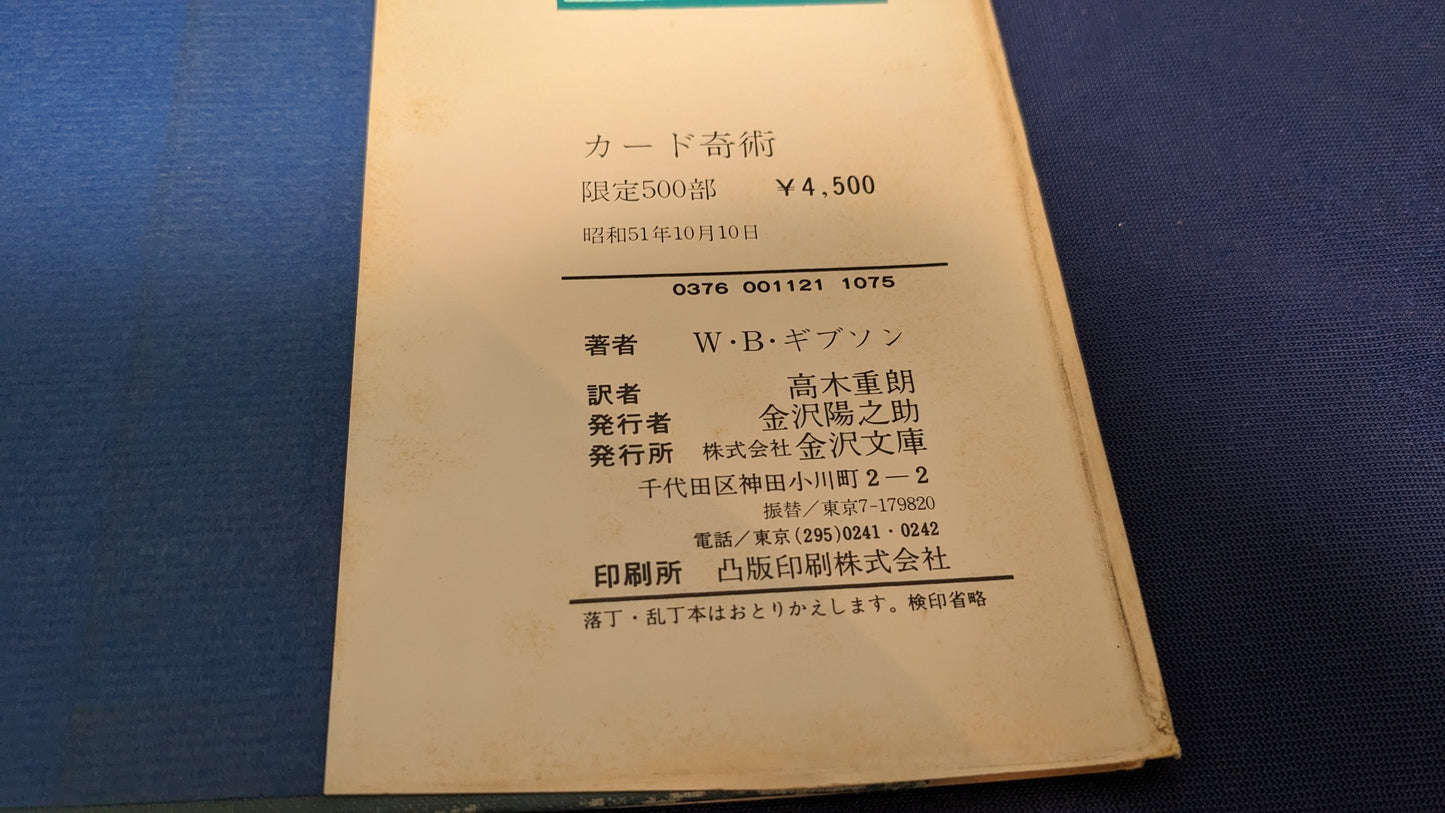 カード奇術
限定500部 ¥4,500
昭和51年10月10日
0376 001121 1075
著者 W・B・ギブソン
訳者 高木重朗
発行者 金沢陽之助
発行所 株式会社 金沢文庫
千代田区神田小川町2—2
振替／東京7-179820
電話／東京(295)0241・0242
印刷所 凸版印刷株式会社
落丁・乱丁本はおとりかえします。検印省略